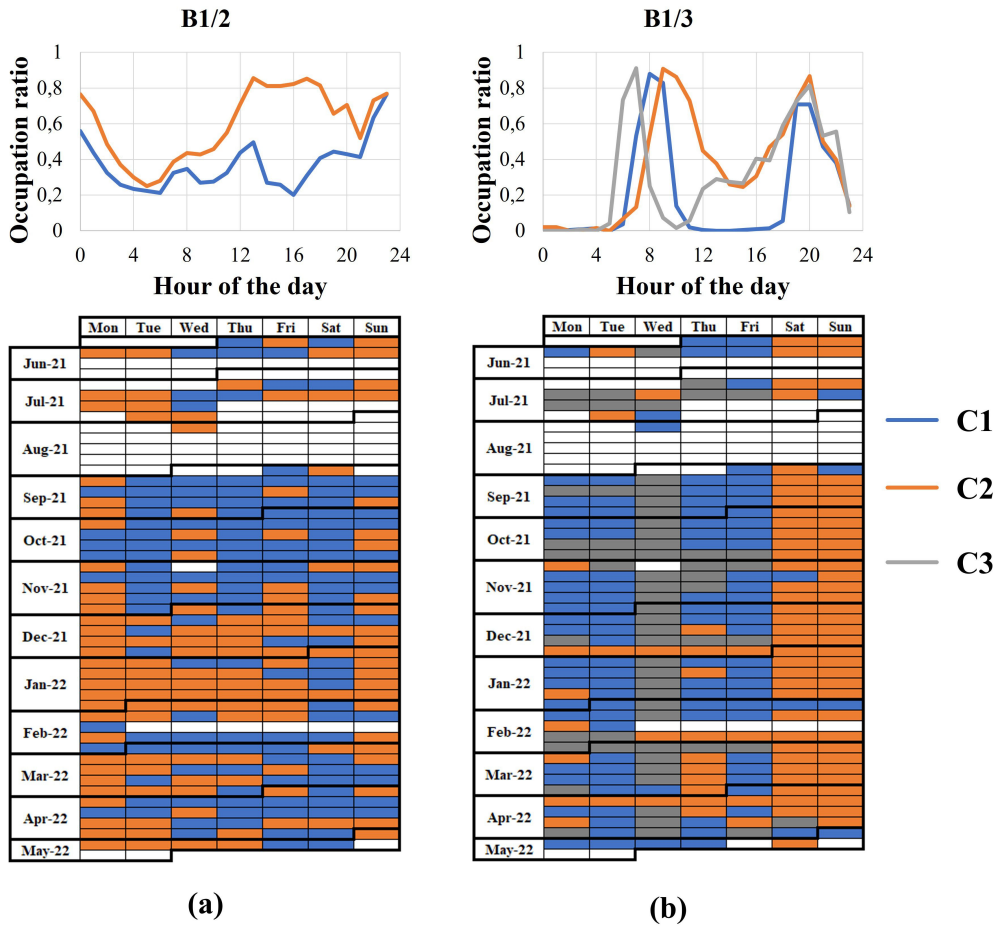 B1/2
B1/3
1
0,8
0,6
0,4
0,2
0
Occupation ratio
0 4 8 12 16 20 24
Hour of the day
1
0,8
0,6
0,4
0,2
0
Occupation ratio
0 4 8 12 16 20 24
Hour of the day
Mon Tue Wed Thu Fri Sat Sun
Jun-21
Jul-21
Aug-21
Sep-21
Oct-21
Nov-21
Dec-21
Jan-22
Feb-22
Mar-22
Apr-22
May-22
Mon Tue Wed Thu Fri Sat Sun
Jun-21
Jul-21
Aug-21
Sep-21
Oct-21
Nov-21
Dec-21
Jan-22
Feb-22
Mar-22
Apr-22
May-22
C1
C2
C3
(a)
(b)